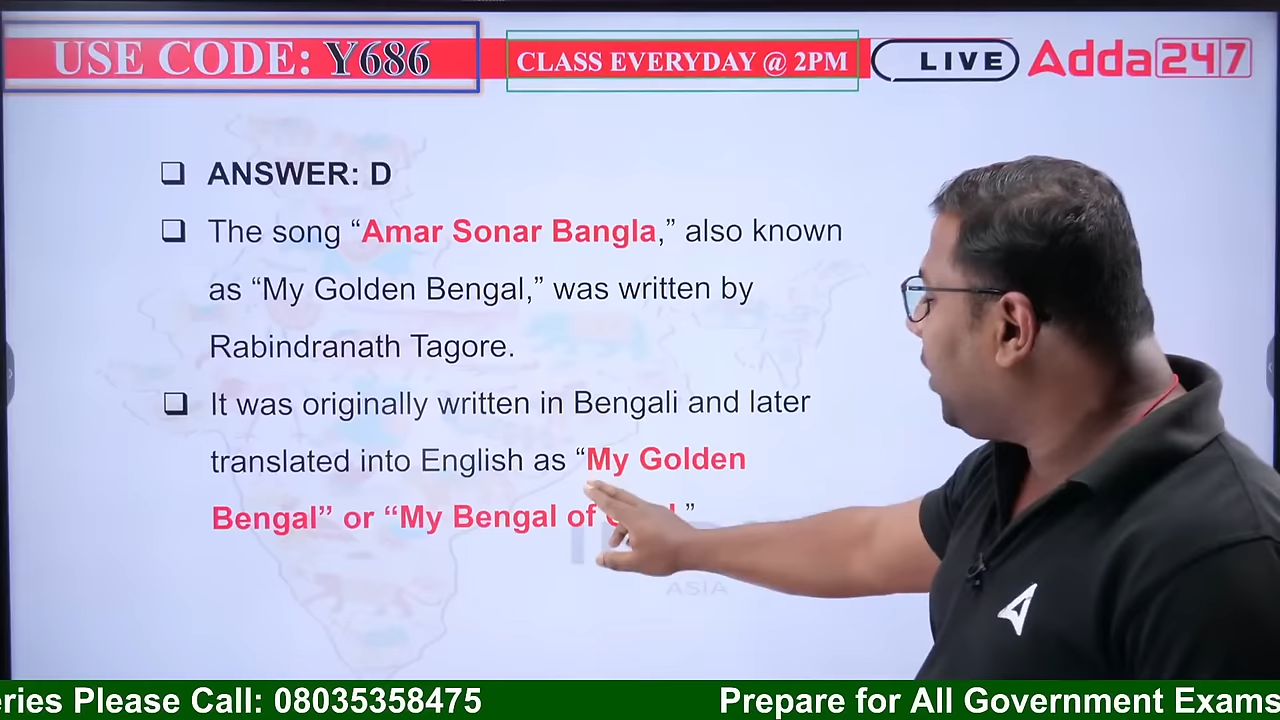 USE CODE: Y686
CLASS EVERYDAY @ 2PM
LIVE
Adda247
ANSWER: D
The song “Amar Sonar Bangla,” also known
as “My Golden Bengal,” was written by
Rabindranath Tagore.
It was originally written in Bengali and later
translated into English as “My Golden
Bengal” or “My Bengal of ”
ASIA
eries Please Call: 08035358475
Prepare for All Government Exams